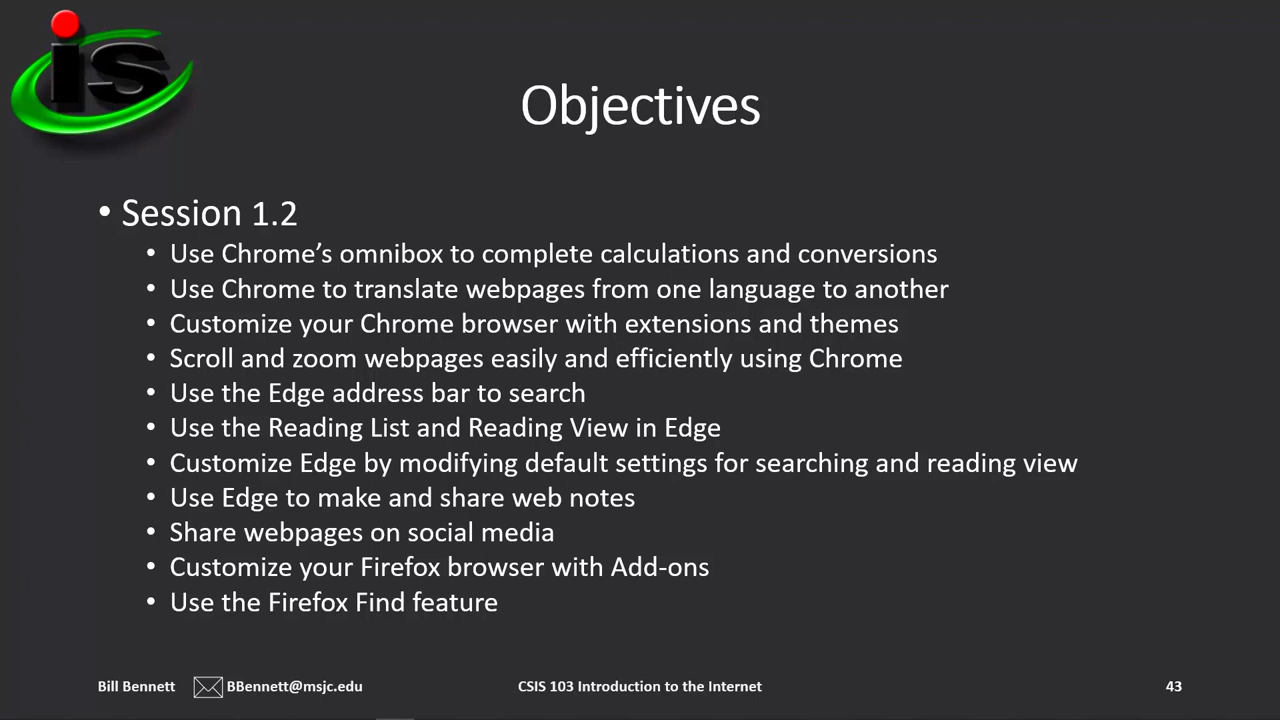 is
Objectives
• Session 1.2
• Use Chrome’s omnibox to complete calculations and conversions
• Use Chrome to translate webpages from one language to another
• Customize your Chrome browser with extensions and themes
• Scroll and zoom webpages easily and efficiently using Chrome
• Use the Edge address bar to search
• Use the Reading List and Reading View in Edge
• Customize Edge by modifying default settings for searching and reading view
• Use Edge to make and share web notes
• Share webpages on social media
• Customize your Firefox browser with Add-ons
• Use the Firefox Find feature
Bill Bennett BBennett@msjc.edu CSIS 103 Introduction to the Internet 43